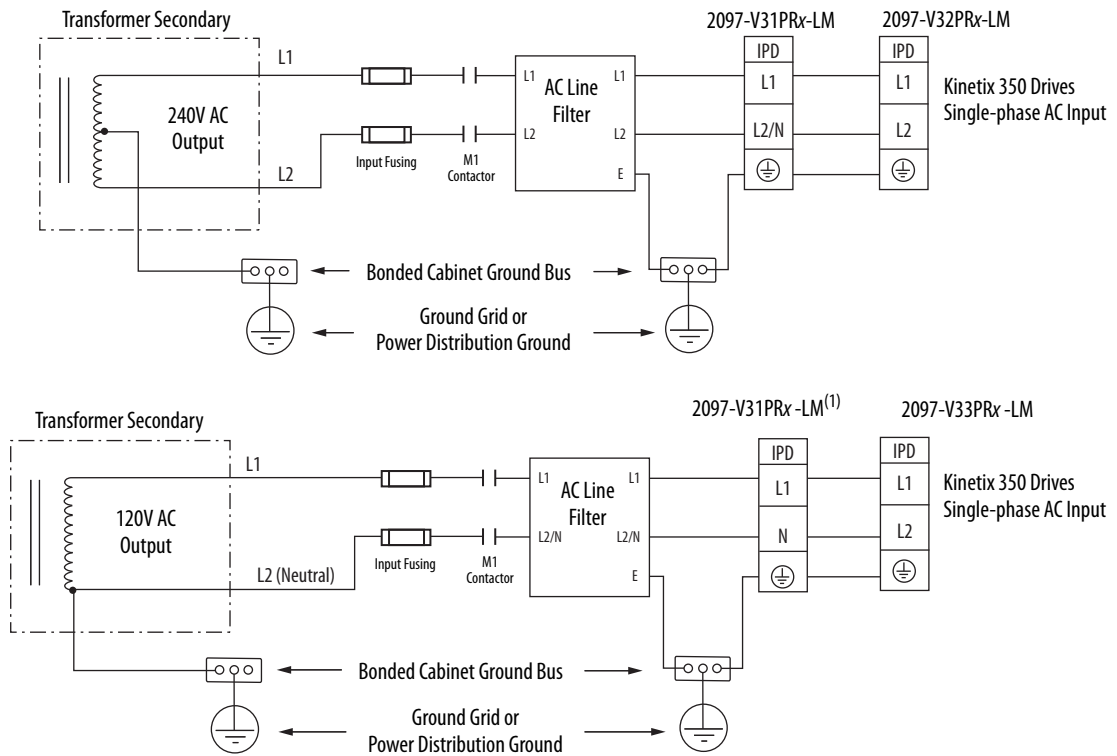 Transformer Secondary
2097-V31PRx-LM
2097-V32PRx-LM
240V AC
Output
L1
L2
Input Fusing
M1
Contactor
L1
L2
AC Line
Filter
L1
L2
E
IPD
L1
L2/N
IPD
L1
L2
Kinetix 350 Drives
Single-phase AC Input
Bonded Cabinet Ground Bus
Ground Grid or
Power Distribution Ground
Transformer Secondary
2097-V31PRx -LM(1)
2097-V33PRx -LM
120V AC
Output
L1
L2 (Neutral)
Input Fusing
M1
Contactor
L1
L2/N
AC Line
Filter
L1
L2/N
E
IPD
L1
N
IPD
L1
L2
Kinetix 350 Drives
Single-phase AC Input
Bonded Cabinet Ground Bus
Ground Grid or
Power Distribution Ground